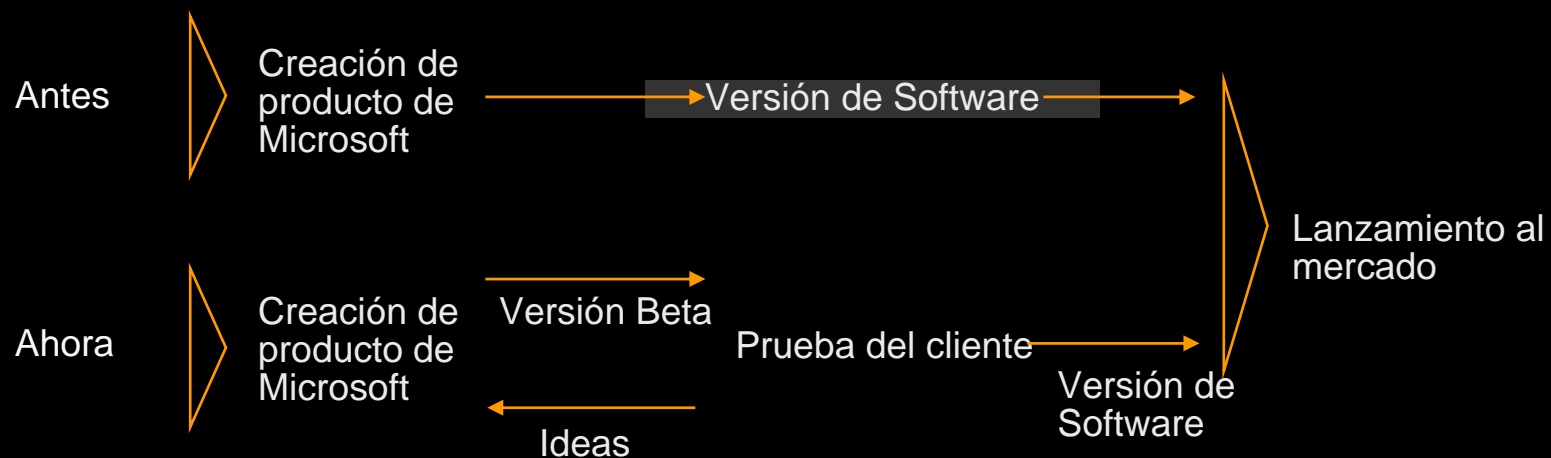 Antes
Creación de
producto de
Microsoft
Versión de Software
Lanzamiento al
mercado
Ahora
Creación de
producto de
Microsoft
Versión Beta
Prueba del cliente
Versión de
Software
Ideas